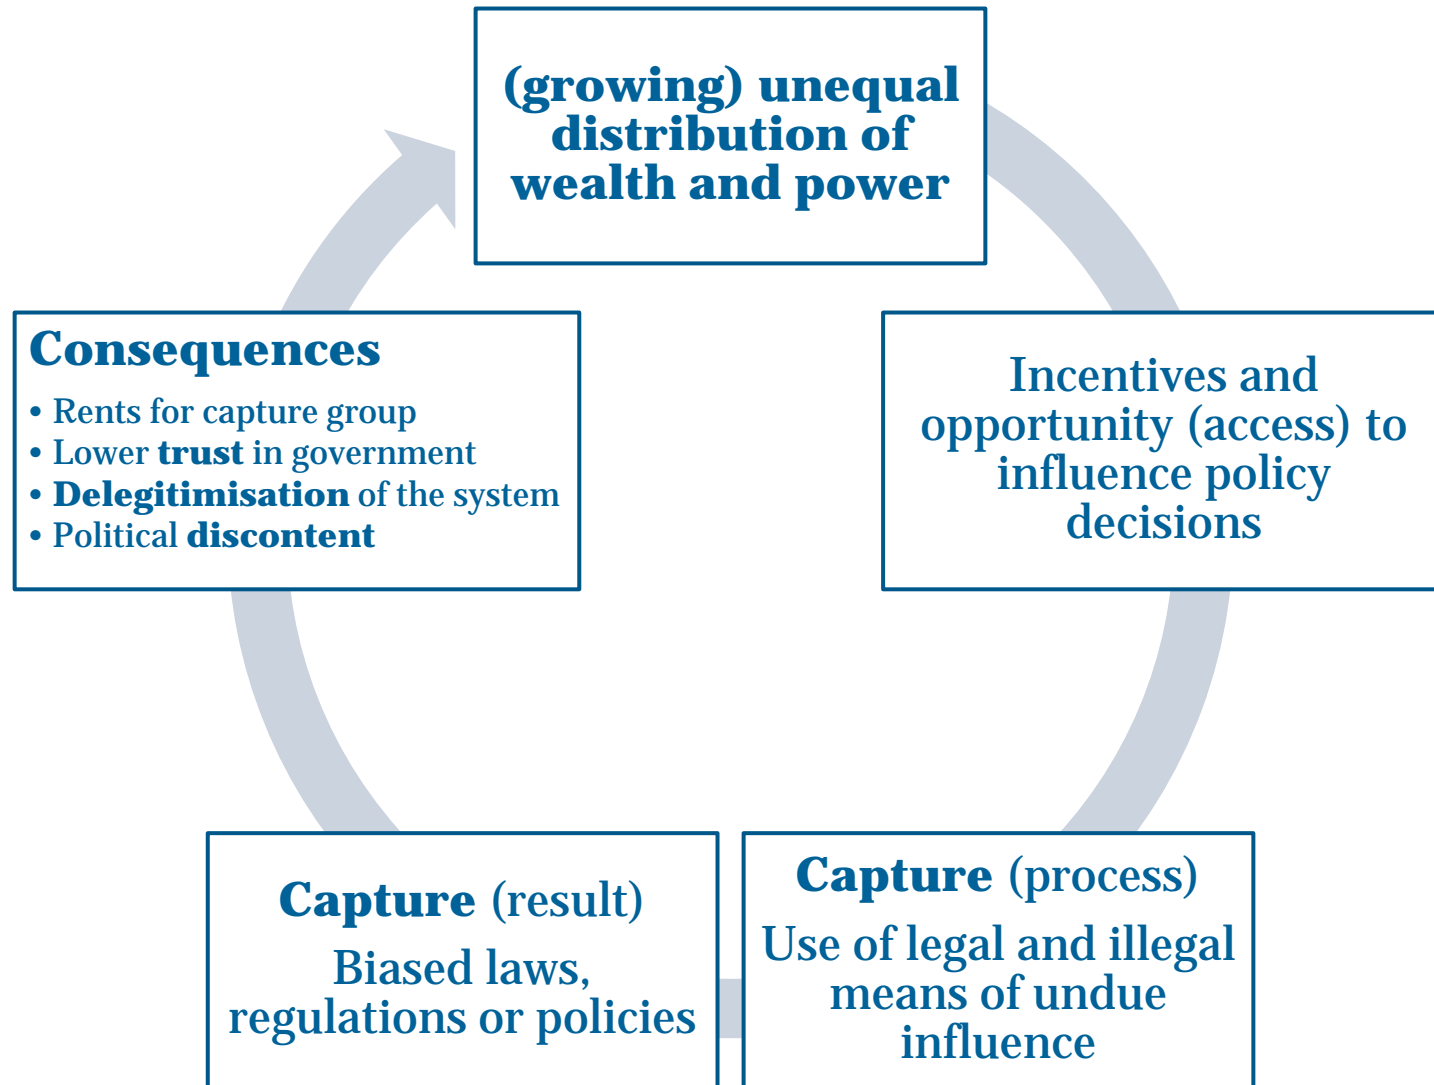 (growing) unequal
distribution of
wealth and power
Incentives and
opportunity (access) to
influence policy
decisions
Capture (process)
Use of legal and illegal
means of undue
influence
Capture (result)
Biased laws,
regulations or policies
Consequences
• Rents for capture group
• Lower trust in government
• Delegitimisation of the system
• Political discontent